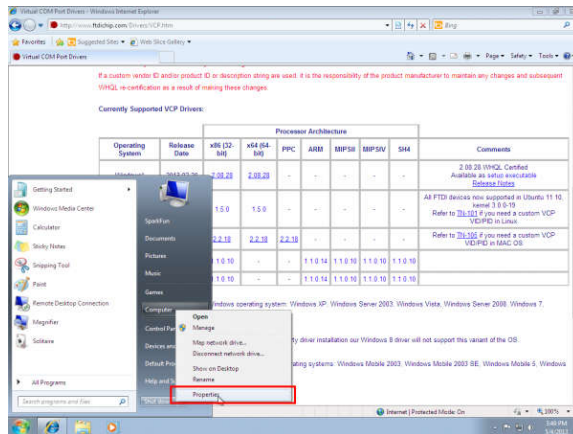 Virtual COM Port Drivers - Windows Internet Explorer
http://www.ftdichip.com/Drivers/VCP.htm
Bing
Favorites Suggested Sites Web Slice Gallery
Virtual COM Port Drivers
Page Safety Tools
If a custom vendor ID and/or product ID or description string are used, it is the responsibility of the product manufacturer to maintain any changes and subsequent
WHQL re-certification as a result of making these changes
Currently Supported VCP Drivers:
Processor Architecture
Operating System Release Date x86 (32-bit) x64 (64-bit) PPC ARM MIPSII MIPSIV SH4 Comments
2.08.28 2.08.28 - - - - - 2.08.28 WHQL Certified
Available as setup executable
Release Notes
1.5.0 1.5.0 - - - - - All FTDI devices now supported in Ubuntu 11.10,
kernel 3.0.0-19
Refer to TN-101 if you need a custom VCP
VID/PID in Linux
2.2.18 2.2.18 2.2.18 - - - - Refer to TN-105 if you need a custom VCP
VID/PID in MAC OS
1.1.0.10 - - 1.1.0.14 1.1.0.10 1.1.0.10 1.1.0.10
1.1.0.10 - - 1.1.0.14 1.1.0.10 1.1.0.10 1.1.0.10
Windows operating system: Windows XP, Windows Server 2003, Windows Vista, Windows Server 2008, Windows 7,
driver installation our Windows 8 driver will not support this variant of the OS.
operating systems: Windows Mobile 2003, Windows Mobile 2003 SE, Windows Mobile 5, Windows
Getting Started
Windows Media Center
Calculator
Sticky Notes
Snipping Tool
Paint
Remote Desktop Connection
Magnifier
Solitaire
All Programs
Search programs and files
SparkFun
Documents
Pictures
Music
Games
Computer
Control
Devices and
Default
Help and
Shut down
Open
Manage
Map network drive...
Disconnect network drive...
Show on Desktop
Rename
Properties
Internet | Protected Mode: On
100%
3:40 PM